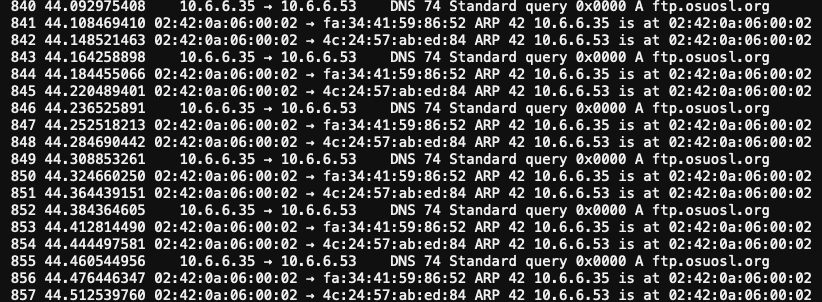 840 44.092975408 10.6.6.35 → 10.6.6.53 DNS 74 Standard query 0x0000 A ftp.osuosl.org
841 44.108469410 02:42:0a:06:00:02 → fa:34:41:59:86:52 ARP 42 10.6.6.35 is at 02:42:0a:06:00:02
842 44.148521463 02:42:0a:06:00:02 → 4c:24:57:ab:ed:84 ARP 42 10.6.6.53 is at 02:42:0a:06:00:02
843 44.164258898 10.6.6.35 → 10.6.6.53 DNS 74 Standard query 0x0000 A ftp.osuosl.org
844 44.184455066 02:42:0a:06:00:02 → fa:34:41:59:86:52 ARP 42 10.6.6.35 is at 02:42:0a:06:00:02
845 44.220489401 02:42:0a:06:00:02 → 4c:24:57:ab:ed:84 ARP 42 10.6.6.53 is at 02:42:0a:06:00:02
846 44.236525891 10.6.6.35 → 10.6.6.53 DNS 74 Standard query 0x0000 A ftp.osuosl.org
847 44.252518213 02:42:0a:06:00:02 → fa:34:41:59:86:52 ARP 42 10.6.6.35 is at 02:42:0a:06:00:02
848 44.284690442 02:42:0a:06:00:02 → 4c:24:57:ab:ed:84 ARP 42 10.6.6.53 is at 02:42:0a:06:00:02
849 44.308853261 10.6.6.35 → 10.6.6.53 DNS 74 Standard query 0x0000 A ftp.osuosl.org
850 44.324660250 02:42:0a:06:00:02 → fa:34:41:59:86:52 ARP 42 10.6.6.35 is at 02:42:0a:06:00:02
851 44.364439151 02:42:0a:06:00:02 → 4c:24:57:ab:ed:84 ARP 42 10.6.6.53 is at 02:42:0a:06:00:02
852 44.384364605 10.6.6.35 → 10.6.6.53 DNS 74 Standard query 0x0000 A ftp.osuosl.org
853 44.412814490 02:42:0a:06:00:02 → fa:34:41:59:86:52 ARP 42 10.6.6.35 is at 02:42:0a:06:00:02
854 44.444497581 02:42:0a:06:00:02 → 4c:24:57:ab:ed:84 ARP 42 10.6.6.53 is at 02:42:0a:06:00:02
855 44.460544956 10.6.6.35 → 10.6.6.53 DNS 74 Standard query 0x0000 A ftp.osuosl.org
856 44.476446347 02:42:0a:06:00:02 → fa:34:41:59:86:52 ARP 42 10.6.6.35 is at 02:42:0a:06:00:02
857 44.512539760 02:42:0a:06:00:02 → 4c:24:57:ab:ed:84 ARP 42 10.6.6.53 is at 02:42:0a:06:00:02